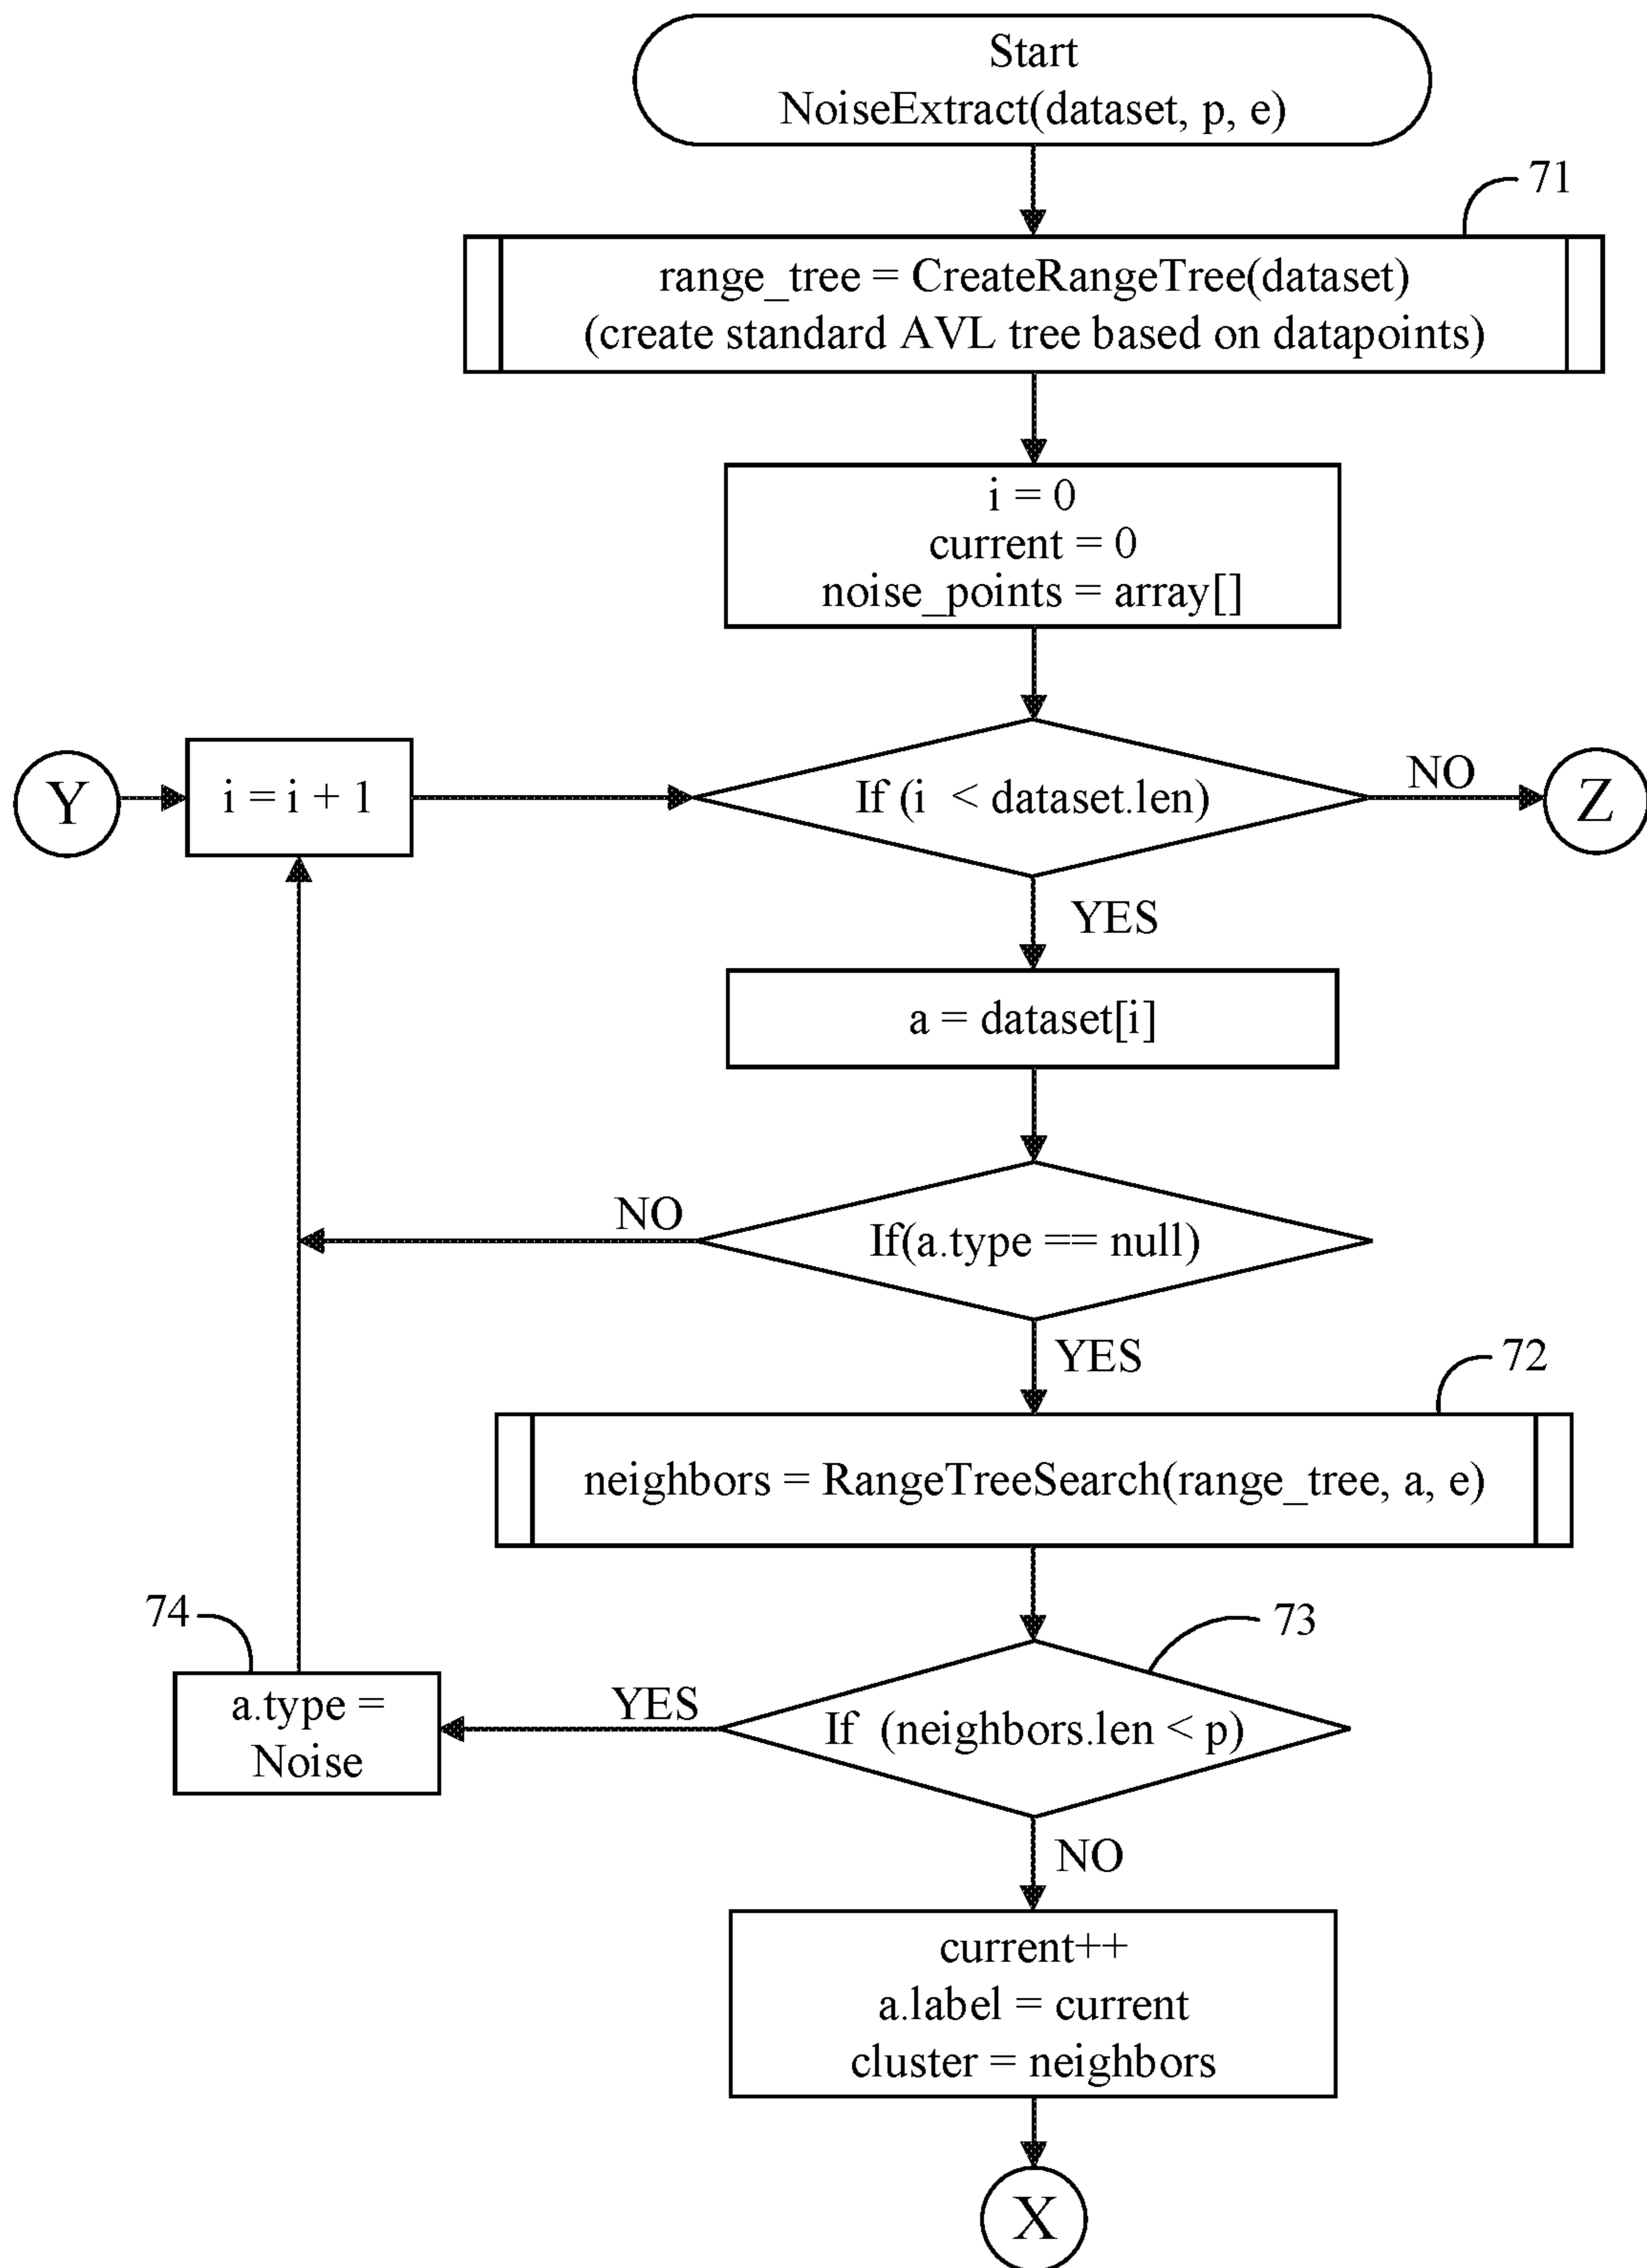 Start
NoiseExtract(dataset, p, e)
71
range_tree = CreateRangeTree(dataset)
(create standard AVL tree based on datapoints)
i = 0
current = 0
noise_points = array[]
Y
i = i + 1
If (i < dataset.len)
NO
Z
YES
a = dataset[i]
NO
If(a.type == null)
YES
72
neighbors = RangeTreeSearch(range_tree, a, e)
74
73
a.type =
Noise
YES
If (neighbors.len < p)
NO
current++
a.label = current
cluster = neighbors
X